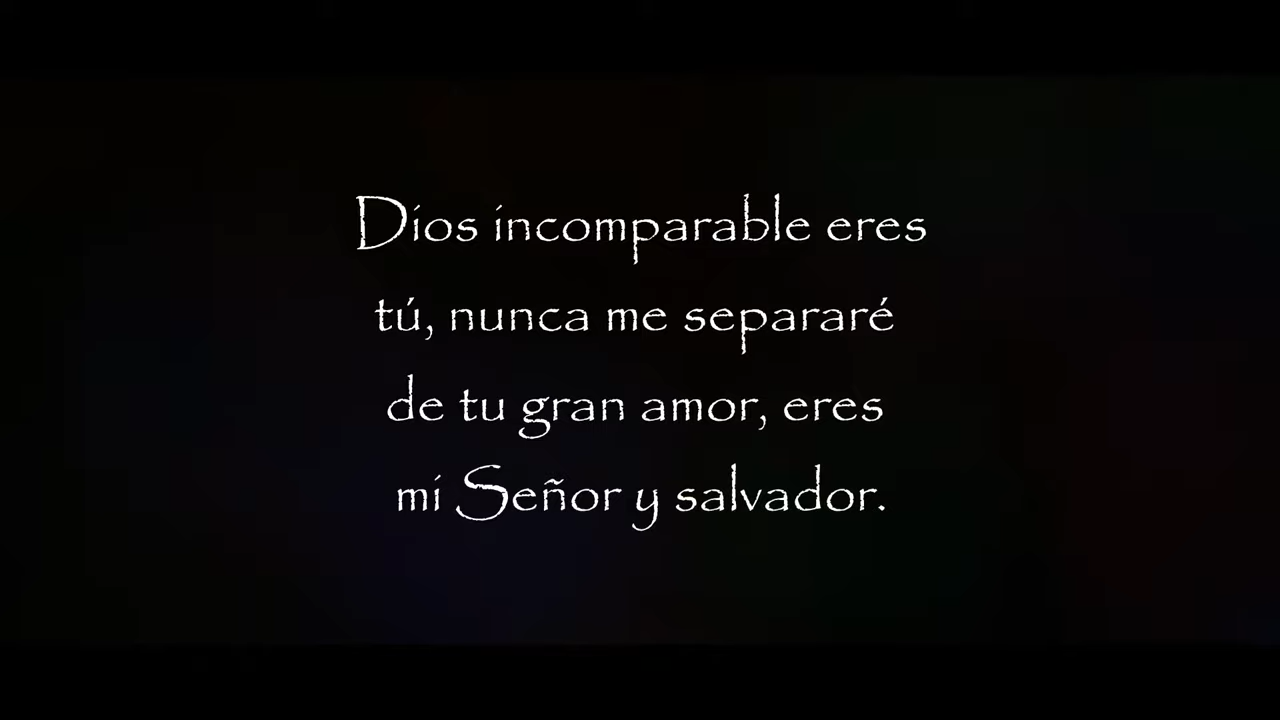 Dios incomparable eres
tú, nunca me separaré
de tu gran amor, eres
mi Señor y salvador.